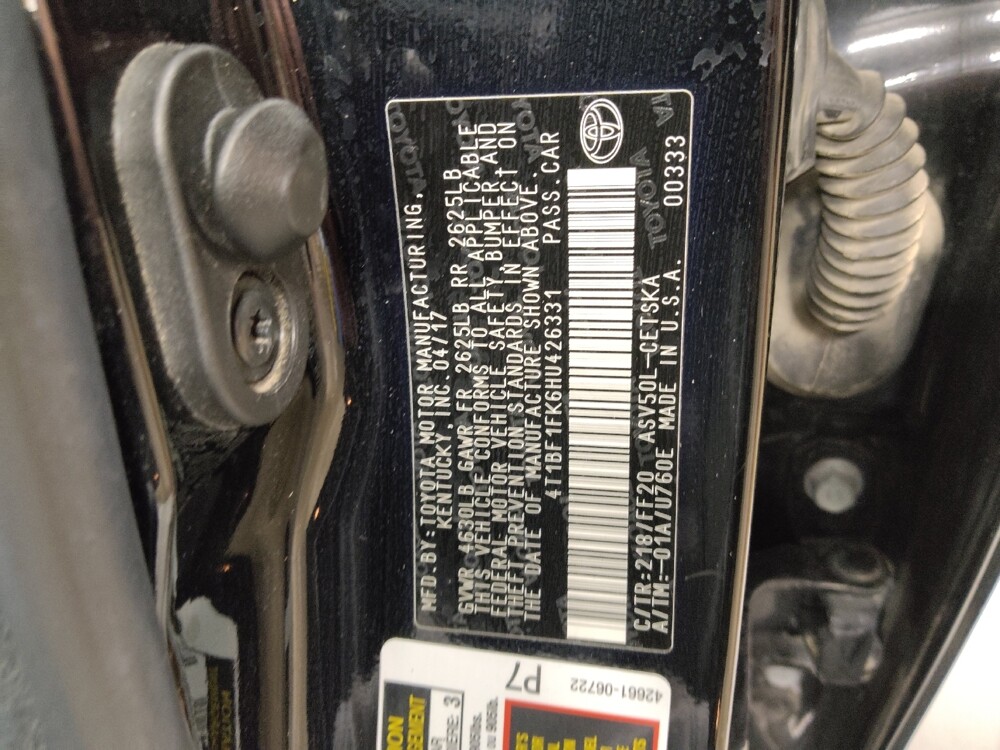 MFD.BY:TOYOTA MOTOR MANUFACTURING,
KENTUCKY,INC. 04/17
GVWR 4630LB GAWR FR 2625LB RR 2625LB
THIS VEHICLE CONFORMS TO ALL APPLICABLE
FEDERAL MOTOR VEHICLE SAFETY,BUMPER,AND
THEFT PREVENTION STANDARDS IN EFFECT ON
THE DATE OF MANUFACTURE SHOWN ABOVE.
4T1BF1FK6HU426331 PASS.CAR
C/TR:218/FF20 ASV50L-CETSKA
A/TM:-01A/U760E MADE IN U.S.A. 00333
TOYOTA
P7
42661-06722
3